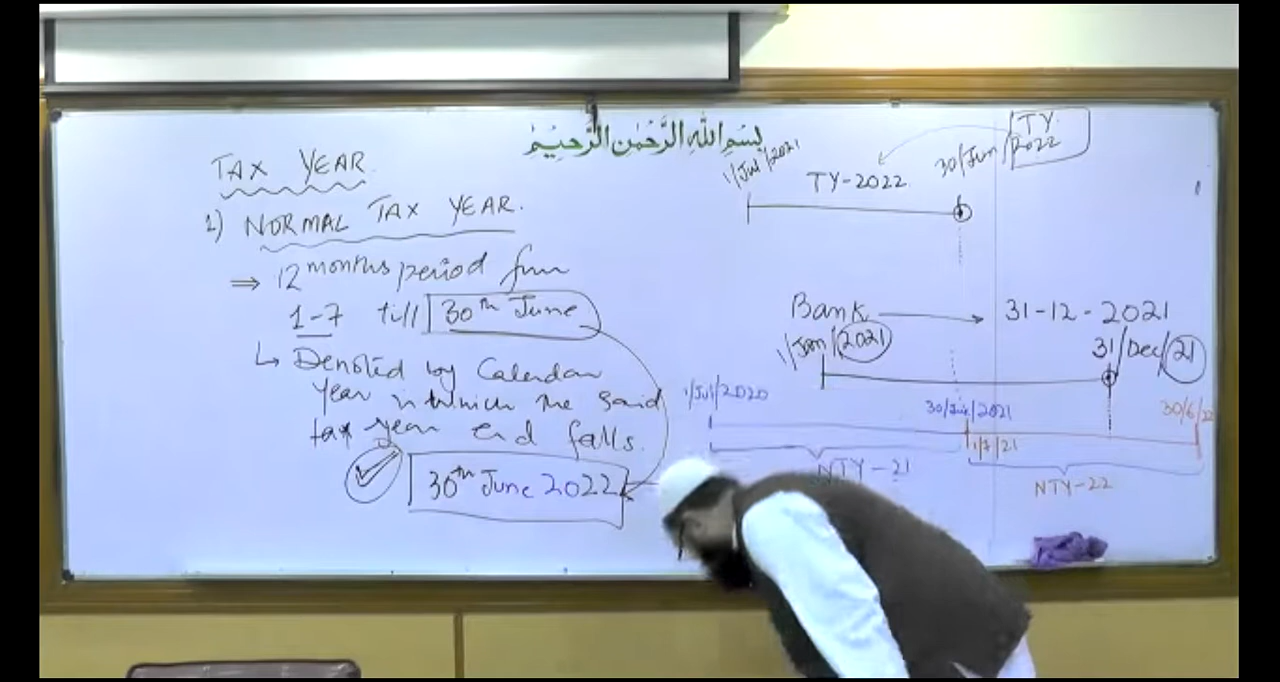 بِسْمِ اللهِ الرَّحْمٰنِ الرَّحِيْمِ
TAX YEAR
1) NORMAL TAX YEAR.
⇒ 12 months period from
1-7 till 30th June
↳ Denoted by Calendar
Year in which the said
tax year end falls.
30th June 2022
1/Jul/2021
TY-2022
30/Jun/2022
TY
Bank → 31-12-2021
1/Jan/2021
31/Dec/21
1/Jul/2020
30/Jun/2021
30/6/22
1/7/21
NTY-21
NTY-22